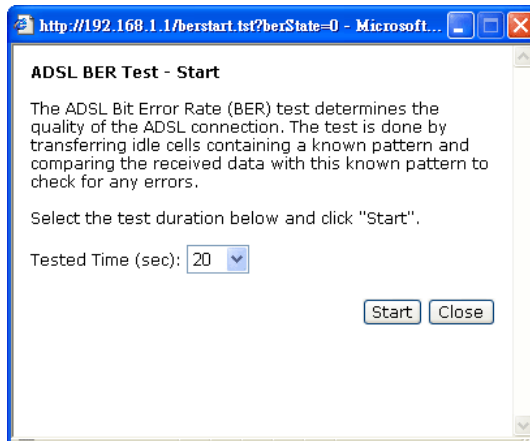 http://192.168.1.1/berstart.tst?berState=0 - Microsoft...
ADSL BER Test - Start
The ADSL Bit Error Rate (BER) test determines the
quality of the ADSL connection. The test is done by
transferring idle cells containing a known pattern and
comparing the received data with this known pattern to
check for any errors.
Select the test duration below and click "Start".
Tested Time (sec): 20
Start Close